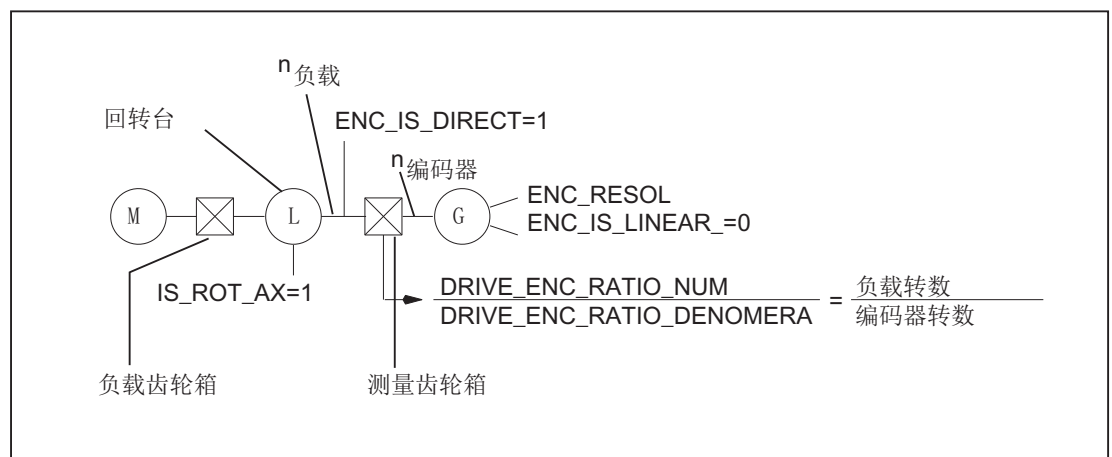 n负载
回转台
ENC_IS_DIRECT=1
n编码器
M
L
G
ENC_RESOL
ENC_IS_LINEAR_=0
IS_ROT_AX=1
DRIVE_ENC_RATIO_NUM
DRIVE_ENC_RATIO_DENOMERA
=
负载转数
编码器转数
负载齿轮箱
测量齿轮箱